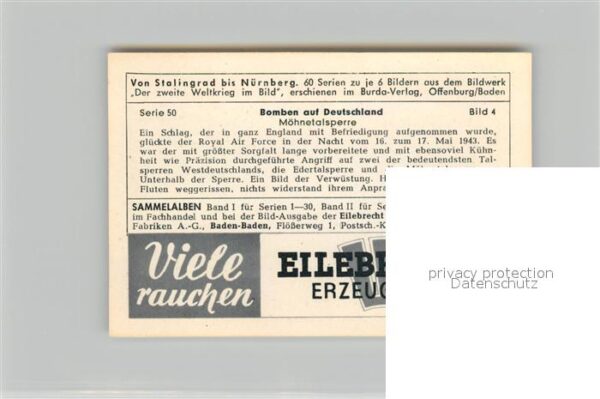 Von Stalingrad bis Nürnberg. 60 Serien zu je 6 Bildern aus dem Bildwerk
„Der zweite Weltkrieg im Bild", erschienen im Burda-Verlag, Offenburg/Baden
Serie 50 Bomben auf Deutschland Bild 4
Möhnetalsperre
Ein Schlag, der in ganz England mit Befriedigung aufgenommen wurde,
glückte der Royal Air Force in der Nacht vom 16. zum 17. Mai 1943. Es
war der mit größter Sorgfalt lange vorbereitete und mit ebensoviel Kühn-
heit wie Präzision durchgeführte Angriff auf zwei der bedeutendsten Tal-
sperren Westdeutschlands, die Edertalsperre und die
Unterhalb der Sperre. Ein Bild der Verwüstung.
Fluten weggerissen, nichts widerstand ihrem
SAMMELALBEN Band I für Serien I—30, Band II für
im Fachhandel und bei der Bild-Ausgabe der Eilebrecht
Fabriken A.-G., Baden-Baden, Flößerweg 1,
Viele
rauchen
privacy protection
Datenschutz